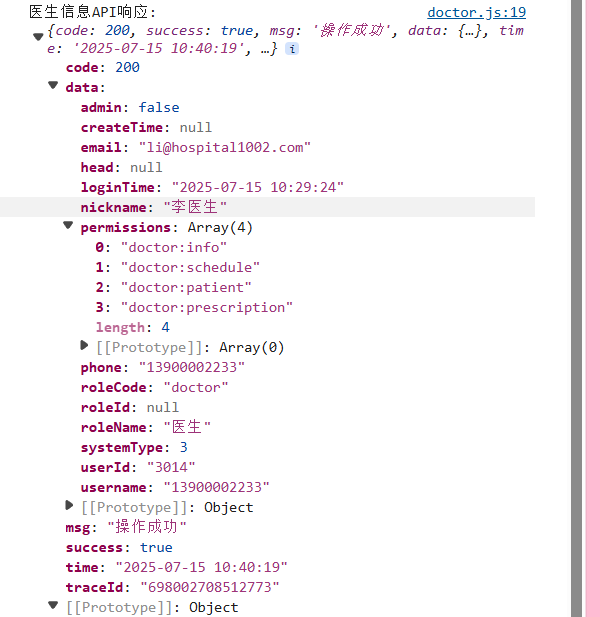 医生信息API响应: doctor.js:19
{code: 200, success: true, msg: '操作成功', data: {…}, tim
e: '2025-07-15 10:40:19', …} i
code: 200
data:
admin: false
createTime: null
email: "li@hospital1002.com"
head: null
loginTime: "2025-07-15 10:29:24"
nickname: "李医生"
permissions: Array(4)
0: "doctor:info"
1: "doctor:schedule"
2: "doctor:patient"
3: "doctor:prescription"
length: 4
[[Prototype]]: Array(0)
phone: "13900002233"
roleCode: "doctor"
roleId: null
roleName: "医生"
systemType: 3
userId: "3014"
username: "13900002233"
[[Prototype]]: Object
msg: "操作成功"
success: true
time: "2025-07-15 10:40:19"
traceId: "698002708512773"
[[Prototype]]: Object